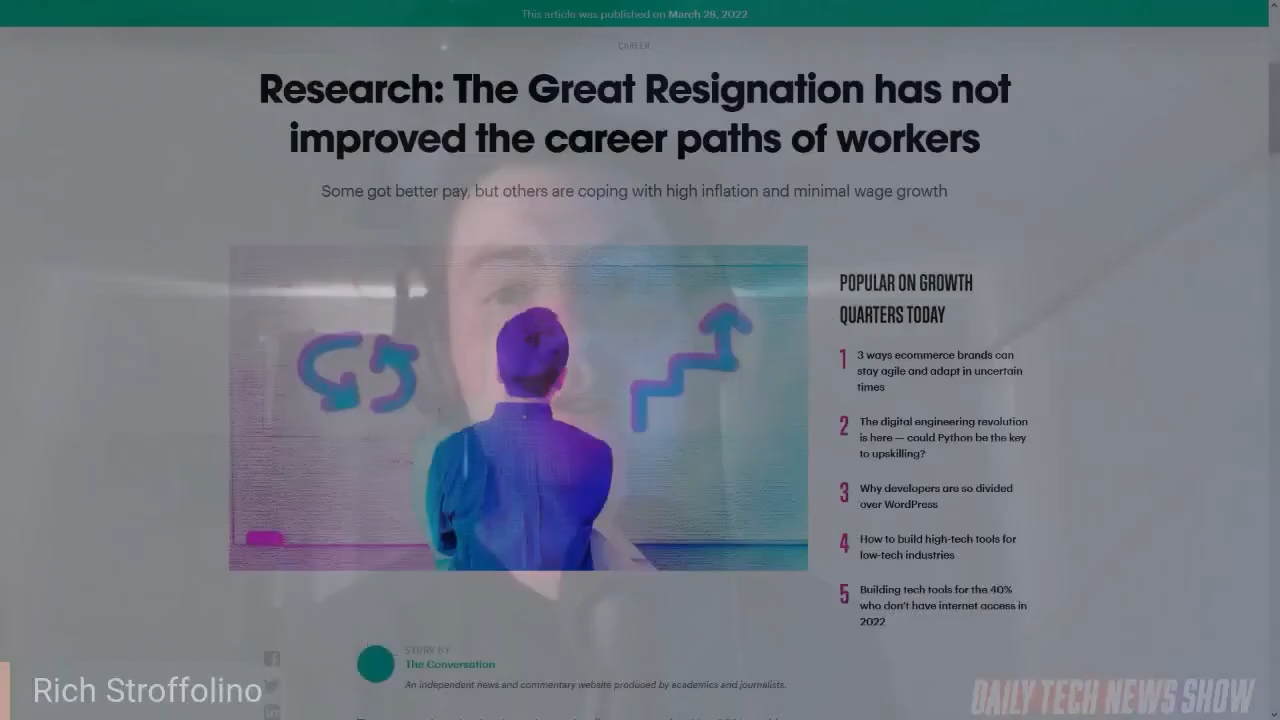 This article was published on March 28, 2022
CAREER
Research: The Great Resignation has not
improved the career paths of workers
Some got better pay, but others are coping with high inflation and minimal wage growth
POPULAR ON GROWTH
QUARTERS TODAY
1 3 ways ecommerce brands can
stay agile and adapt in uncertain
times
2 The digital engineering revolution
is here — could Python be the key
to upskilling?
3 Why developers are so divided
over WordPress
4 How to build high-tech tools for
low-tech industries
5 Building tech tools for the 40%
who don't have internet access in
2022
STORY BY
The Conversation
An independent news and commentary website produced by academics and journalists.
Rich Stroffolino
DAILY TECH NEWS SHOW